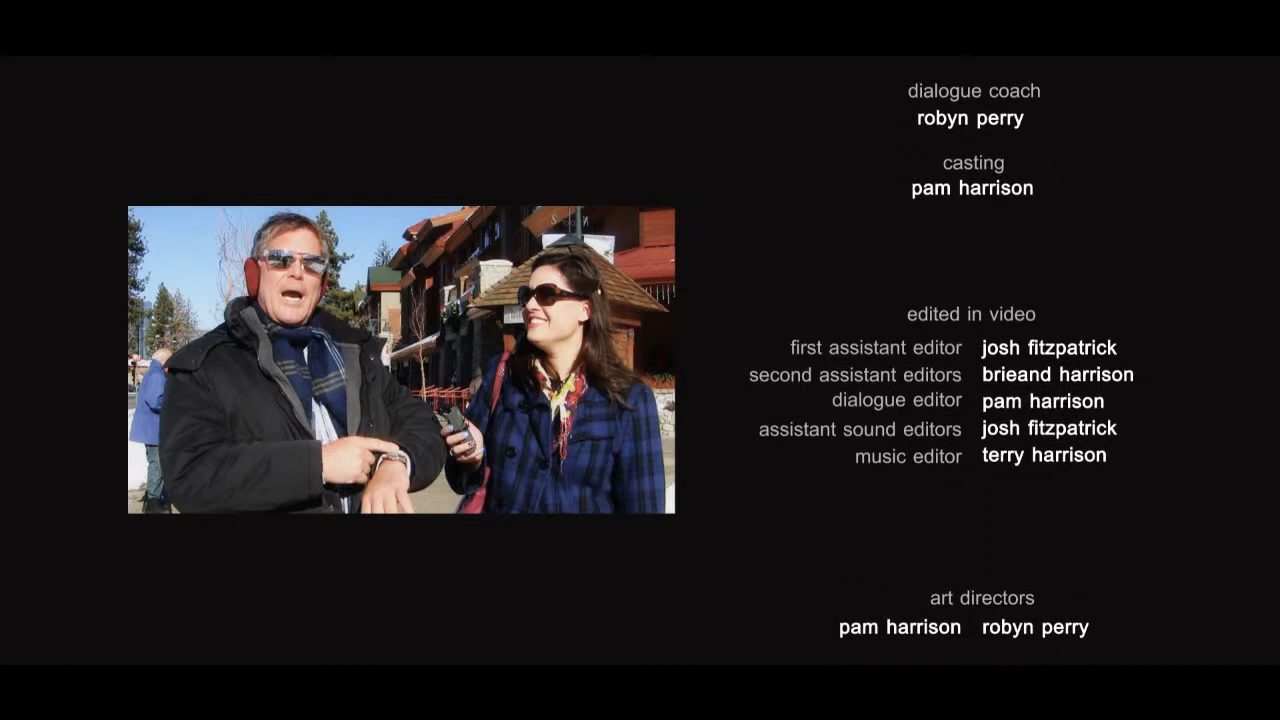 dialogue coach
robyn perry
casting
pam harrison
edited in video
first assistant editor josh fitzpatrick
second assistant editors brieand harrison
dialogue editor pam harrison
assistant sound editors josh fitzpatrick
music editor terry harrison
art directors
pam harrison robyn perry